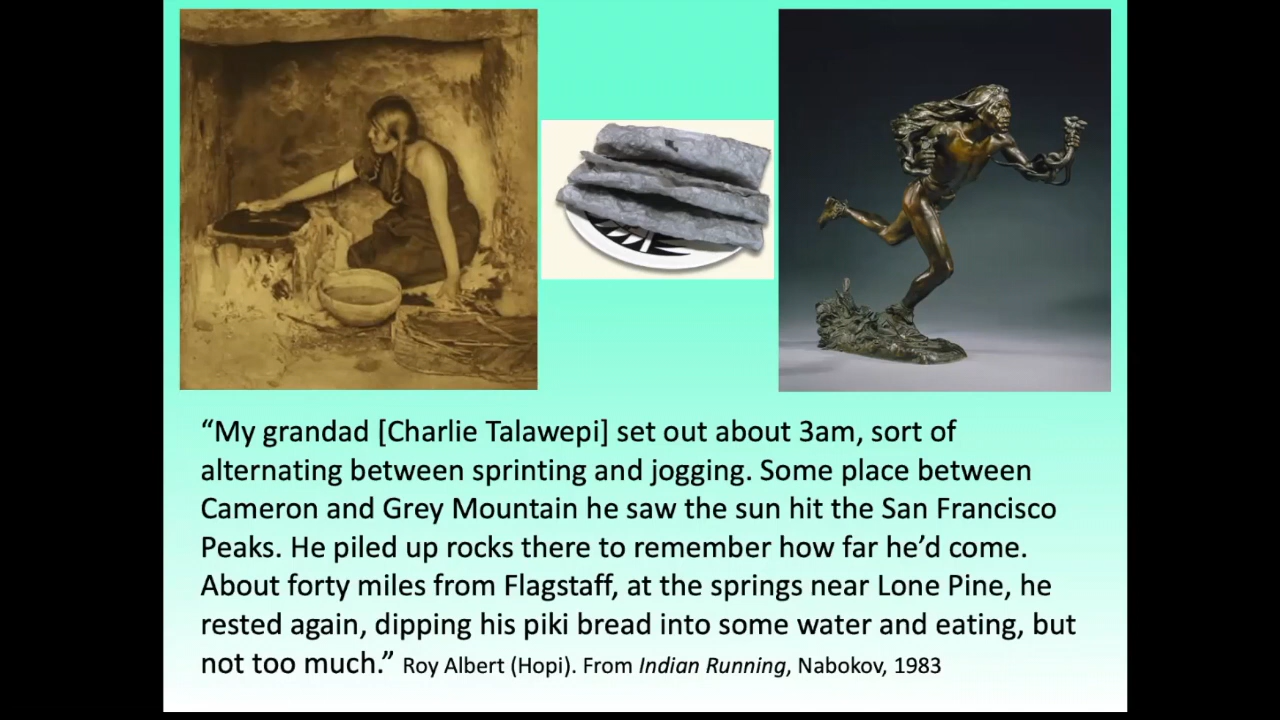 “My grandad [Charlie Talawepi] set out about 3am, sort of
alternating between sprinting and jogging. Some place between
Cameron and Grey Mountain he saw the sun hit the San Francisco
Peaks. He piled up rocks there to remember how far he’d come.
About forty miles from Flagstaff, at the springs near Lone Pine, he
rested again, dipping his piki bread into some water and eating, but
not too much.” Roy Albert (Hopi). From Indian Running, Nabokov, 1983